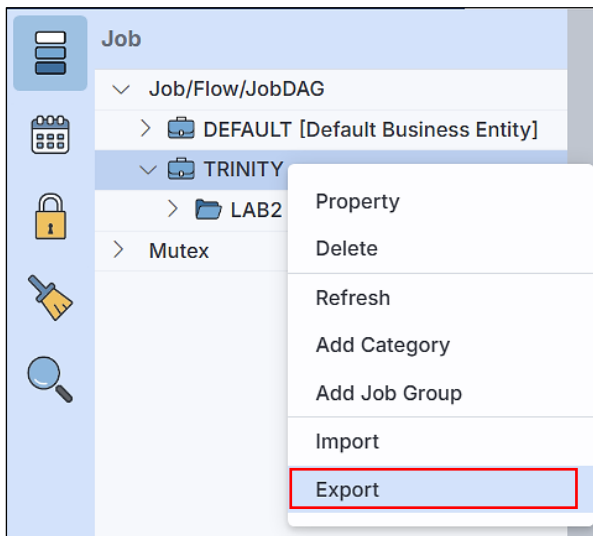 Job
Job/Flow/JobDAG
DEFAULT [Default Business Entity]
TRINITY
LAB2
Mutex
Property
Delete
Refresh
Add Category
Add Job Group
Import
Export